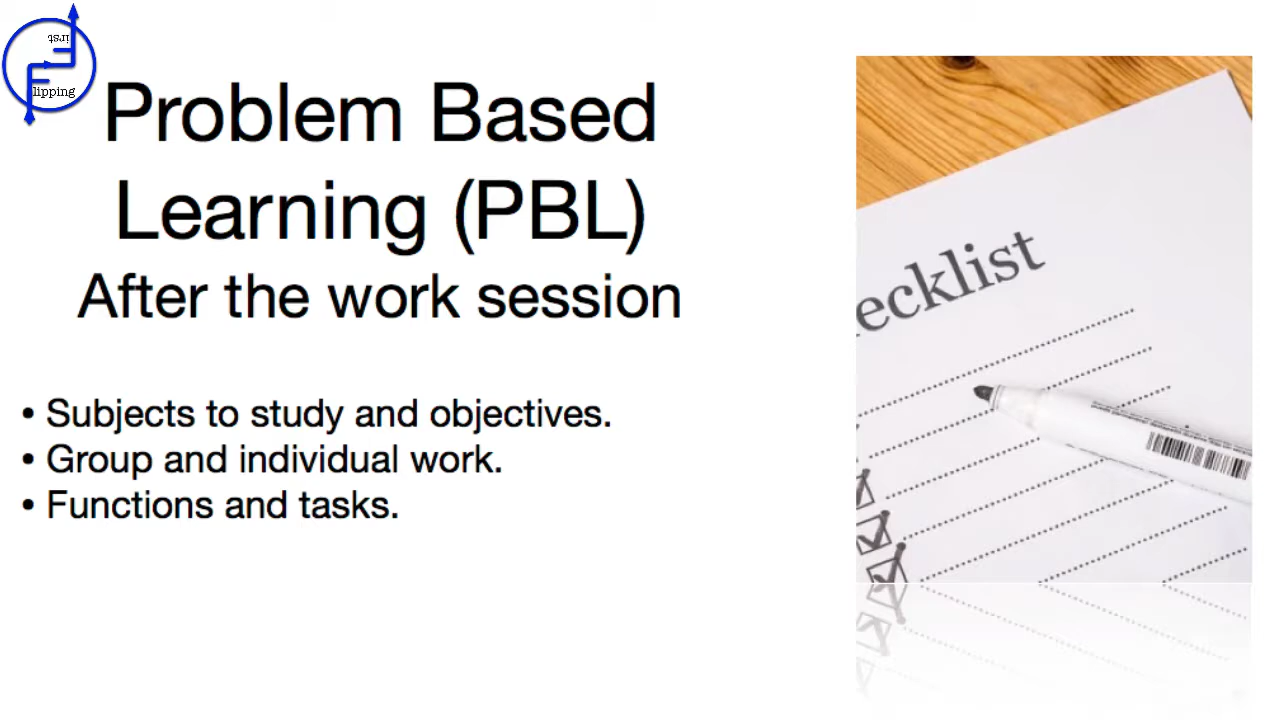 first
lipping
Problem Based
Learning (PBL)
After the work session
• Subjects to study and objectives.
• Group and individual work.
• Functions and tasks.
ecklist